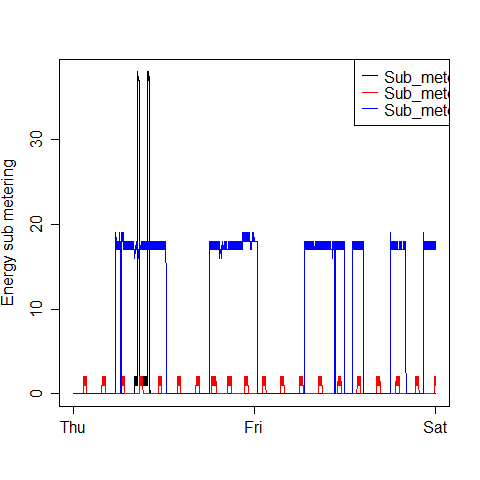 Sub_mete
Sub_mete
Sub_mete
Energy sub metering
30
20
10
0
Thu Fri Sat